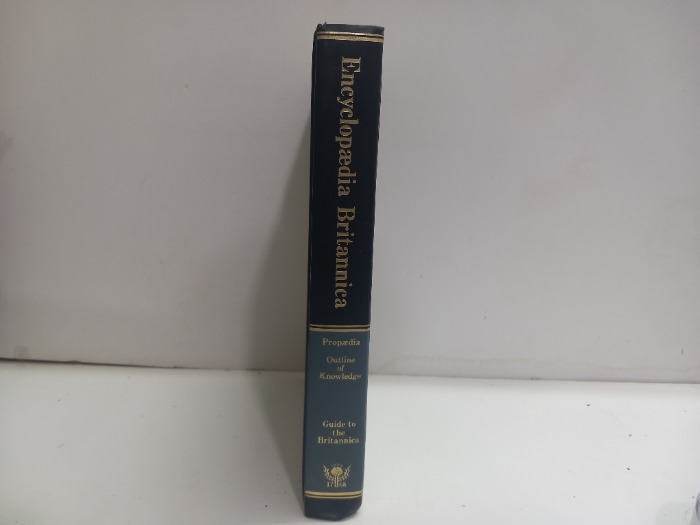 Encyclopædia Britannica
Propædia
Outline
of
Knowledge
Guide to
the
Britannica